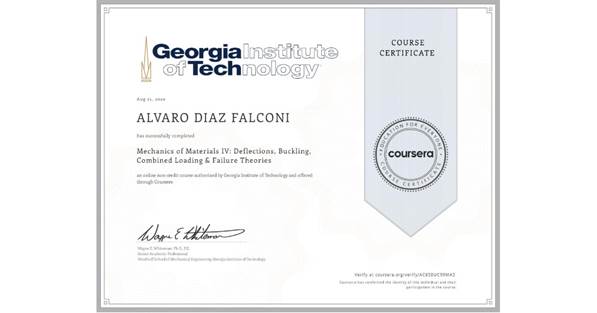 Georgia Institute
of Technology
COURSE
CERTIFICATE
Aug 21, 2020
ALVARO DIAZ FALCONI
has successfully completed
Mechanics of Materials IV: Deflections, Buckling,
Combined Loading & Failure Theories
an online non-credit course authorized by Georgia Institute of Technology and offered
through Coursera
EDUCATION FOR EVERYONE
coursera
COURSE CERTIFICATE
Wayne E. Whiteman, Ph.D., P.E.
Senior Academic Professional
Woodruff School of Mechanical Engineering, Georgia Institute of Technology
Verify at coursera.org/verify/
Coursera has confirmed the identity of this individual and their
participation in the course.